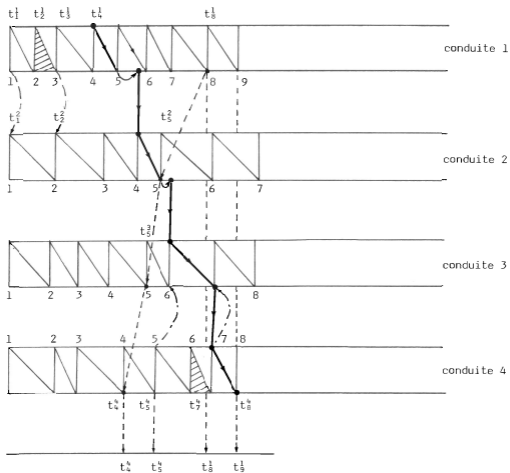 t¹₁ t¹₂ t¹₃ t¹₄ t¹₈
conduite 1
1 2 3 4 5 6 7 8 9
t²₁ t²₂ t²₅
conduite 2
1 2 3 4 5 6 7
t³₅
conduite 3
1 2 3 4 5 6 8
1 2 3 4 5 6 7 8
conduite 4
t⁴₄ t⁴₅ t⁴₇ t⁴₈
t⁴₄ t⁴₅ t¹₈ t¹₉